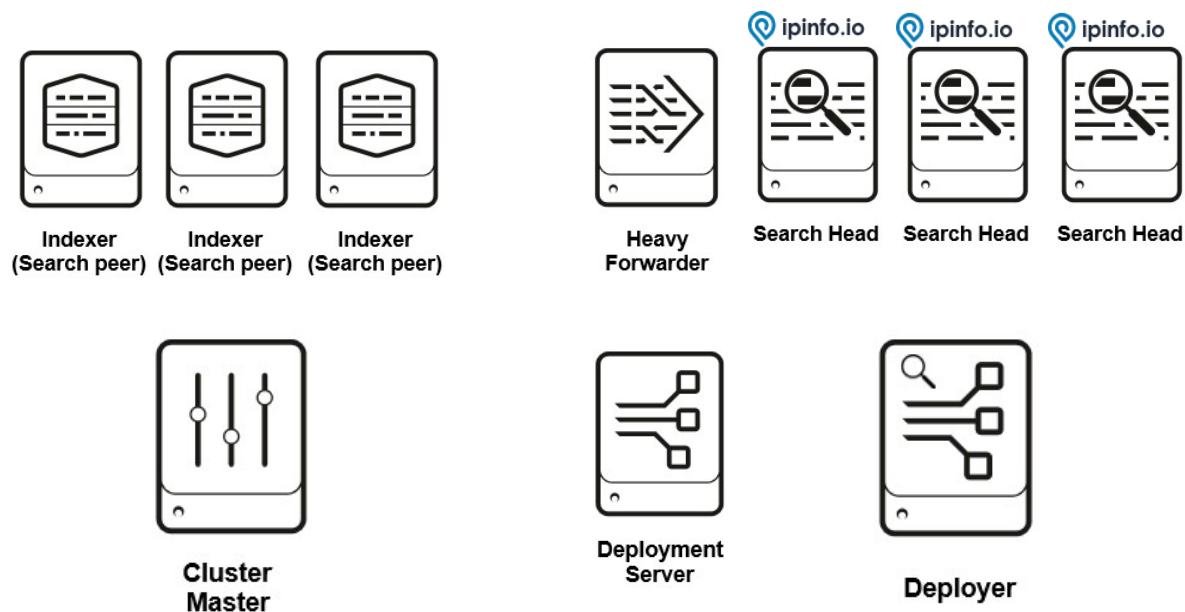 ipinfo.io
ipinfo.io
ipinfo.io
Indexer
(Search peer)
Indexer
(Search peer)
Indexer
(Search peer)
Heavy
Forwarder
Search Head
Search Head
Search Head
Cluster
Master
Deployment
Server
Deployer